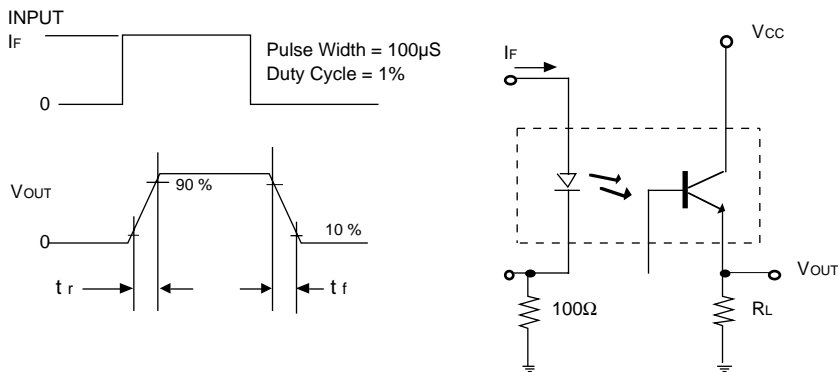 INPUT
IF
0
Pulse Width = 100µS
Duty Cycle = 1%
VOUT
0
90 %
10 %
t r
t f
IF
VCC
100Ω
VOUT
RL